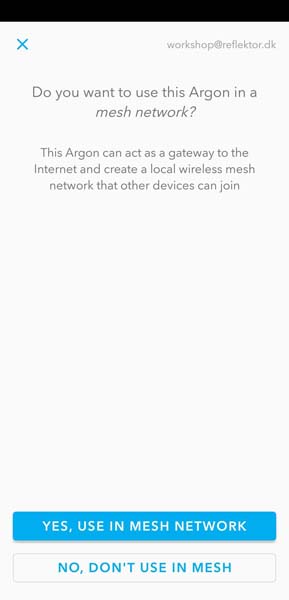 workshop@reflektor.dk
Do you want to use this Argon in a
mesh network?
This Argon can act as a gateway to the
Internet and create a local wireless mesh
network that other devices can join
YES, USE IN MESH NETWORK
NO, DON'T USE IN MESH